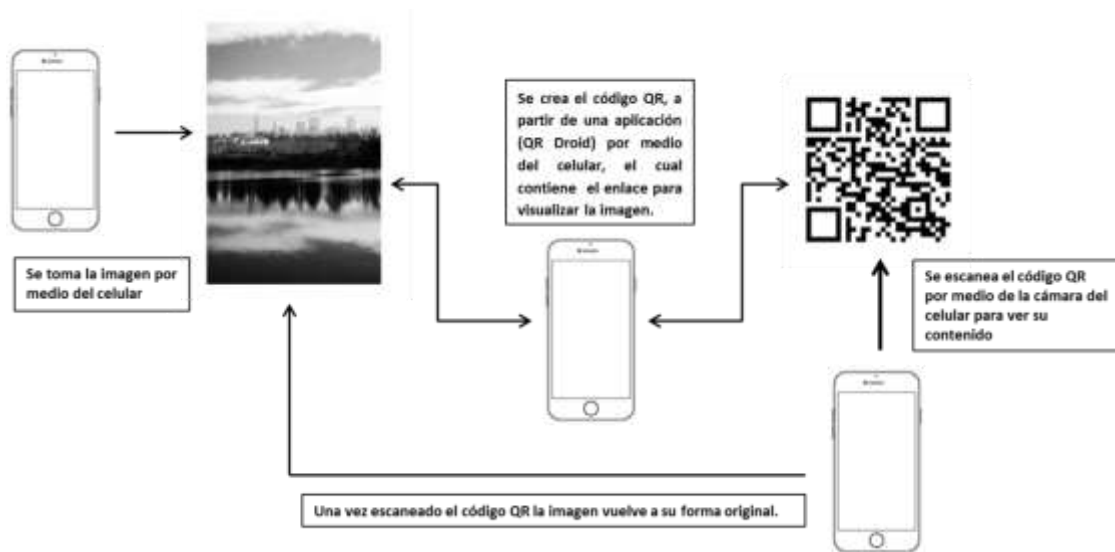 Se toma la imagen por
medio del celular
Se crea el código QR, a
partir de una aplicación
(QR Droid) por medio
del celular, el cual
contiene el enlace para
visualizar la imagen.
Se escanea el código QR
por medio de la cámara del
celular para ver su
contenido
Una vez escaneado el código QR la imagen vuelve a su forma original.